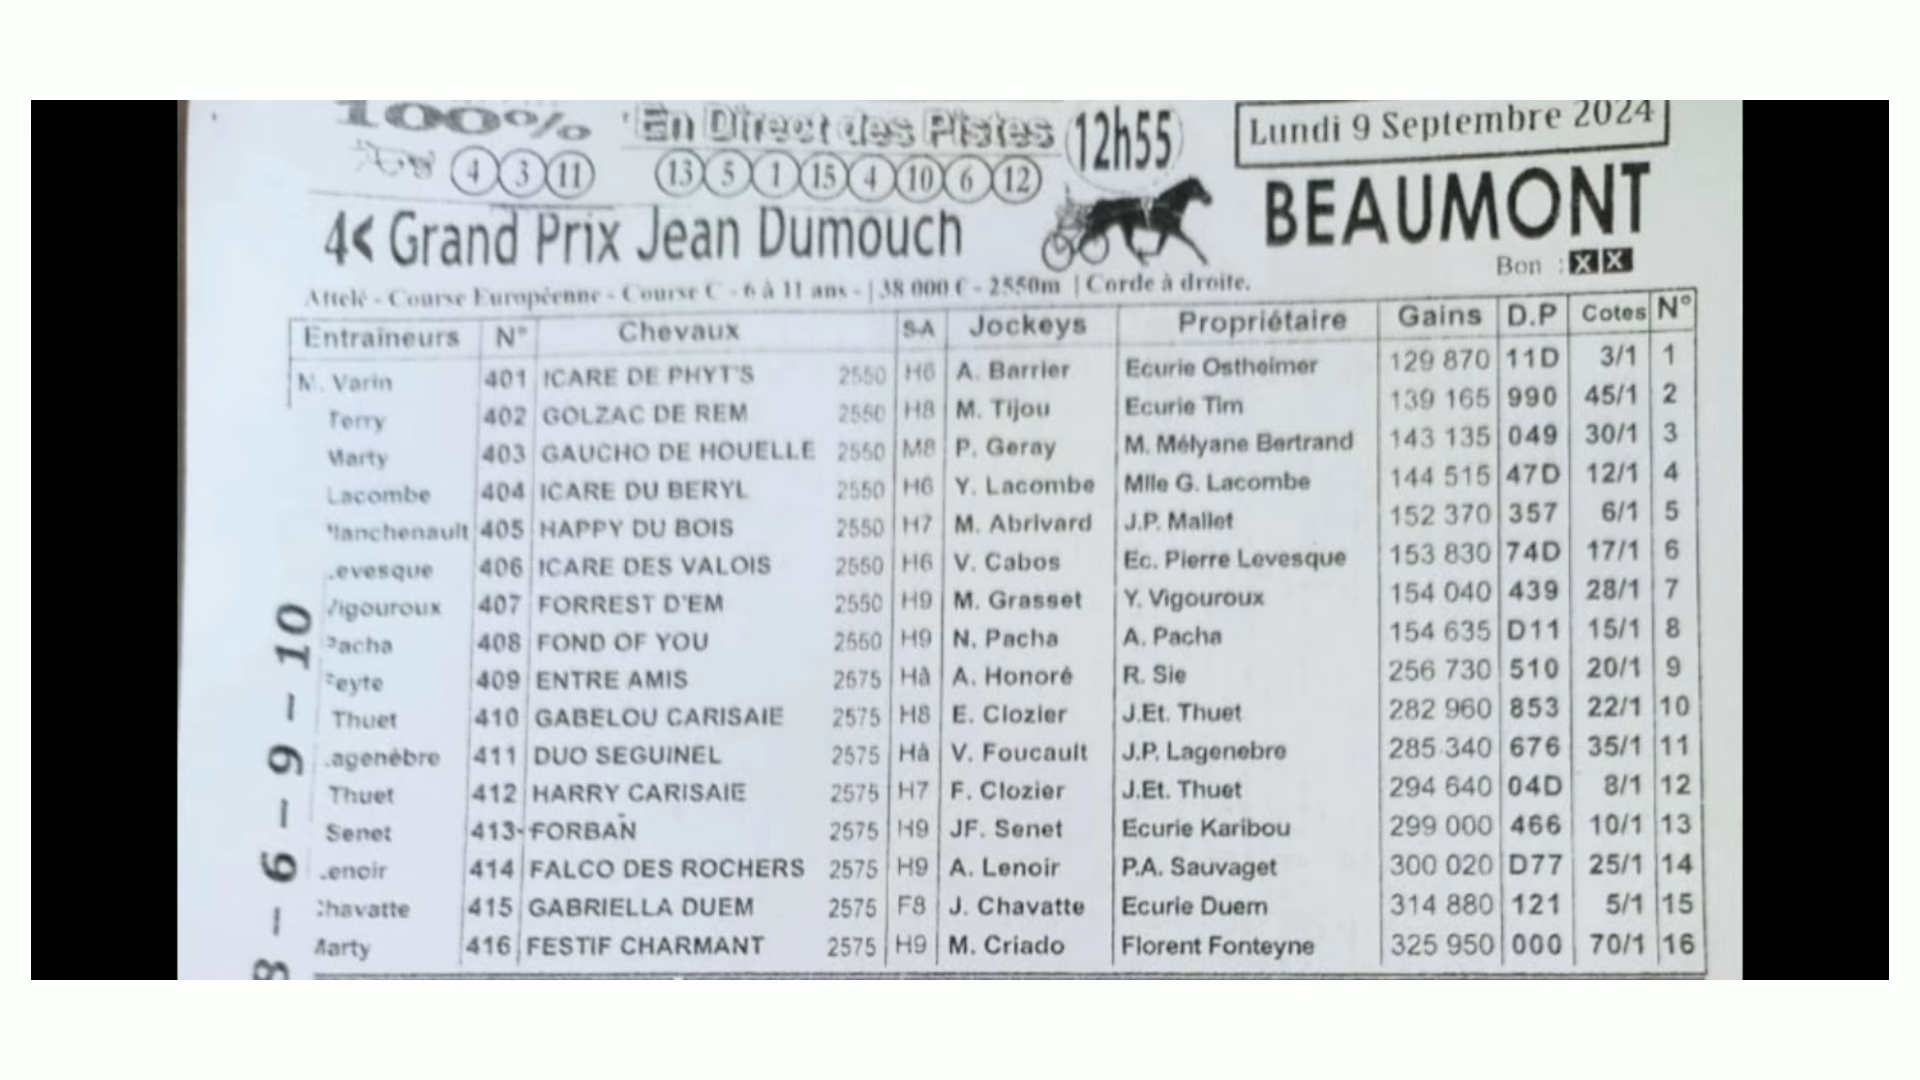 100% 'En Direct des Pistes 12h55 Lundi 9 Septembre 2024
4 3 11 13 5 1 15 4 10 6 12
4< Grand Prix Jean Dumouch BEAUMONT
Bon : X X
Attelé - Course Européenne - Course C - 6 à 11 ans - | 38 000 € - 2550m | Corde à droite.
Entraîneurs N° Chevaux S-A Jockeys Propriétaire Gains D.P Cotes N°
M. Varin 401 ICARE DE PHYT'S 2550 H6 A. Barrier Ecurie Ostheimer 129 870 11D 3/1 1
Terry 402 GOLZAC DE REM 2550 H8 M. Tijou Ecurie Tim 139 165 990 45/1 2
Marty 403 GAUCHO DE HOUELLE 2550 M8 P. Geray M. Mélyane Bertrand 143 135 049 30/1 3
Lacombe 404 ICARE DU BERYL 2550 H6 Y. Lacombe Mlle G. Lacombe 144 515 47D 12/1 4
lanchenault 405 HAPPY DU BOIS 2550 H7 M. Abrivard J.P. Mallet 152 370 357 6/1 5
evesque 406 ICARE DES VALOIS 2550 H6 V. Cabos Ec. Pierre Levesque 153 830 74D 17/1 6
Vigouroux 407 FORREST D'EM 2550 H9 M. Grasset Y. Vigouroux 154 040 439 28/1 7
Pacha 408 FOND OF YOU 2550 H9 N. Pacha A. Pacha 154 635 D11 15/1 8
eyte 409 ENTRE AMIS 2575 Hà A. Honoré R. Sie 256 730 510 20/1 9
Thuet 410 GABELOU CARISAIE 2575 H8 E. Clozier J.Et. Thuet 282 960 853 22/1 10
agenèbre 411 DUO SEGUINEL 2575 Hà V. Foucault J.P. Lagenebre 285 340 676 35/1 11
Thuet 412 HARRY CARISAIE 2575 H7 F. Clozier J.Et. Thuet 294 640 04D 8/1 12
Senet 413 FORBAN 2575 H9 JF. Senet Ecurie Karibou 299 000 466 10/1 13
enoir 414 FALCO DES ROCHERS 2575 H9 A. Lenoir P.A. Sauvaget 300 020 D77 25/1 14
Chavatte 415 GABRIELLA DUEM 2575 F8 J. Chavatte Ecurie Duem 314 880 121 5/1 15
Marty 416 FESTIF CHARMANT 2575 H9 M. Criado Florent Fonteyne 325 950 000 70/1 16
– 6 – 9 – 10